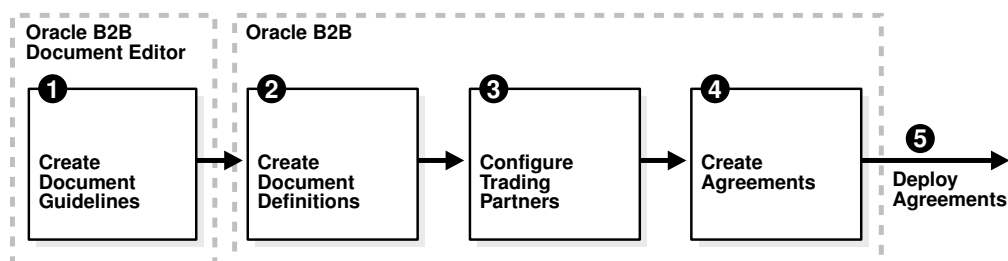 Oracle B2B
Document Editor
Oracle B2B
1
2
3
4
5
Create
Document
Guidelines
Create
Document
Definitions
Configure
Trading
Partners
Create
Agreements
Deploy
Agreements